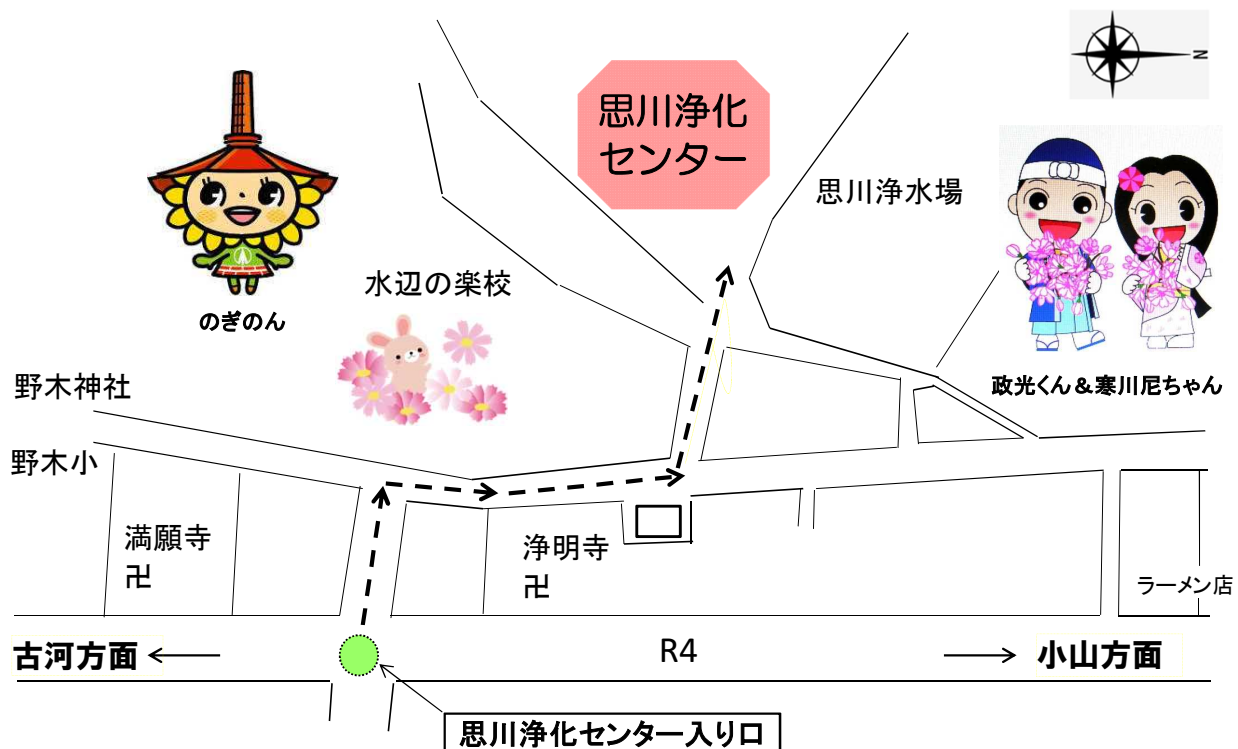 N
思川浄化
センター
思川浄水場
水辺の楽校
のぎのん
政光くん＆寒川尼ちゃん
野木神社
野木小
満願寺
卍
浄明寺
卍
ラーメン店
古河方面
R4
小山方面
思川浄化センター入り口